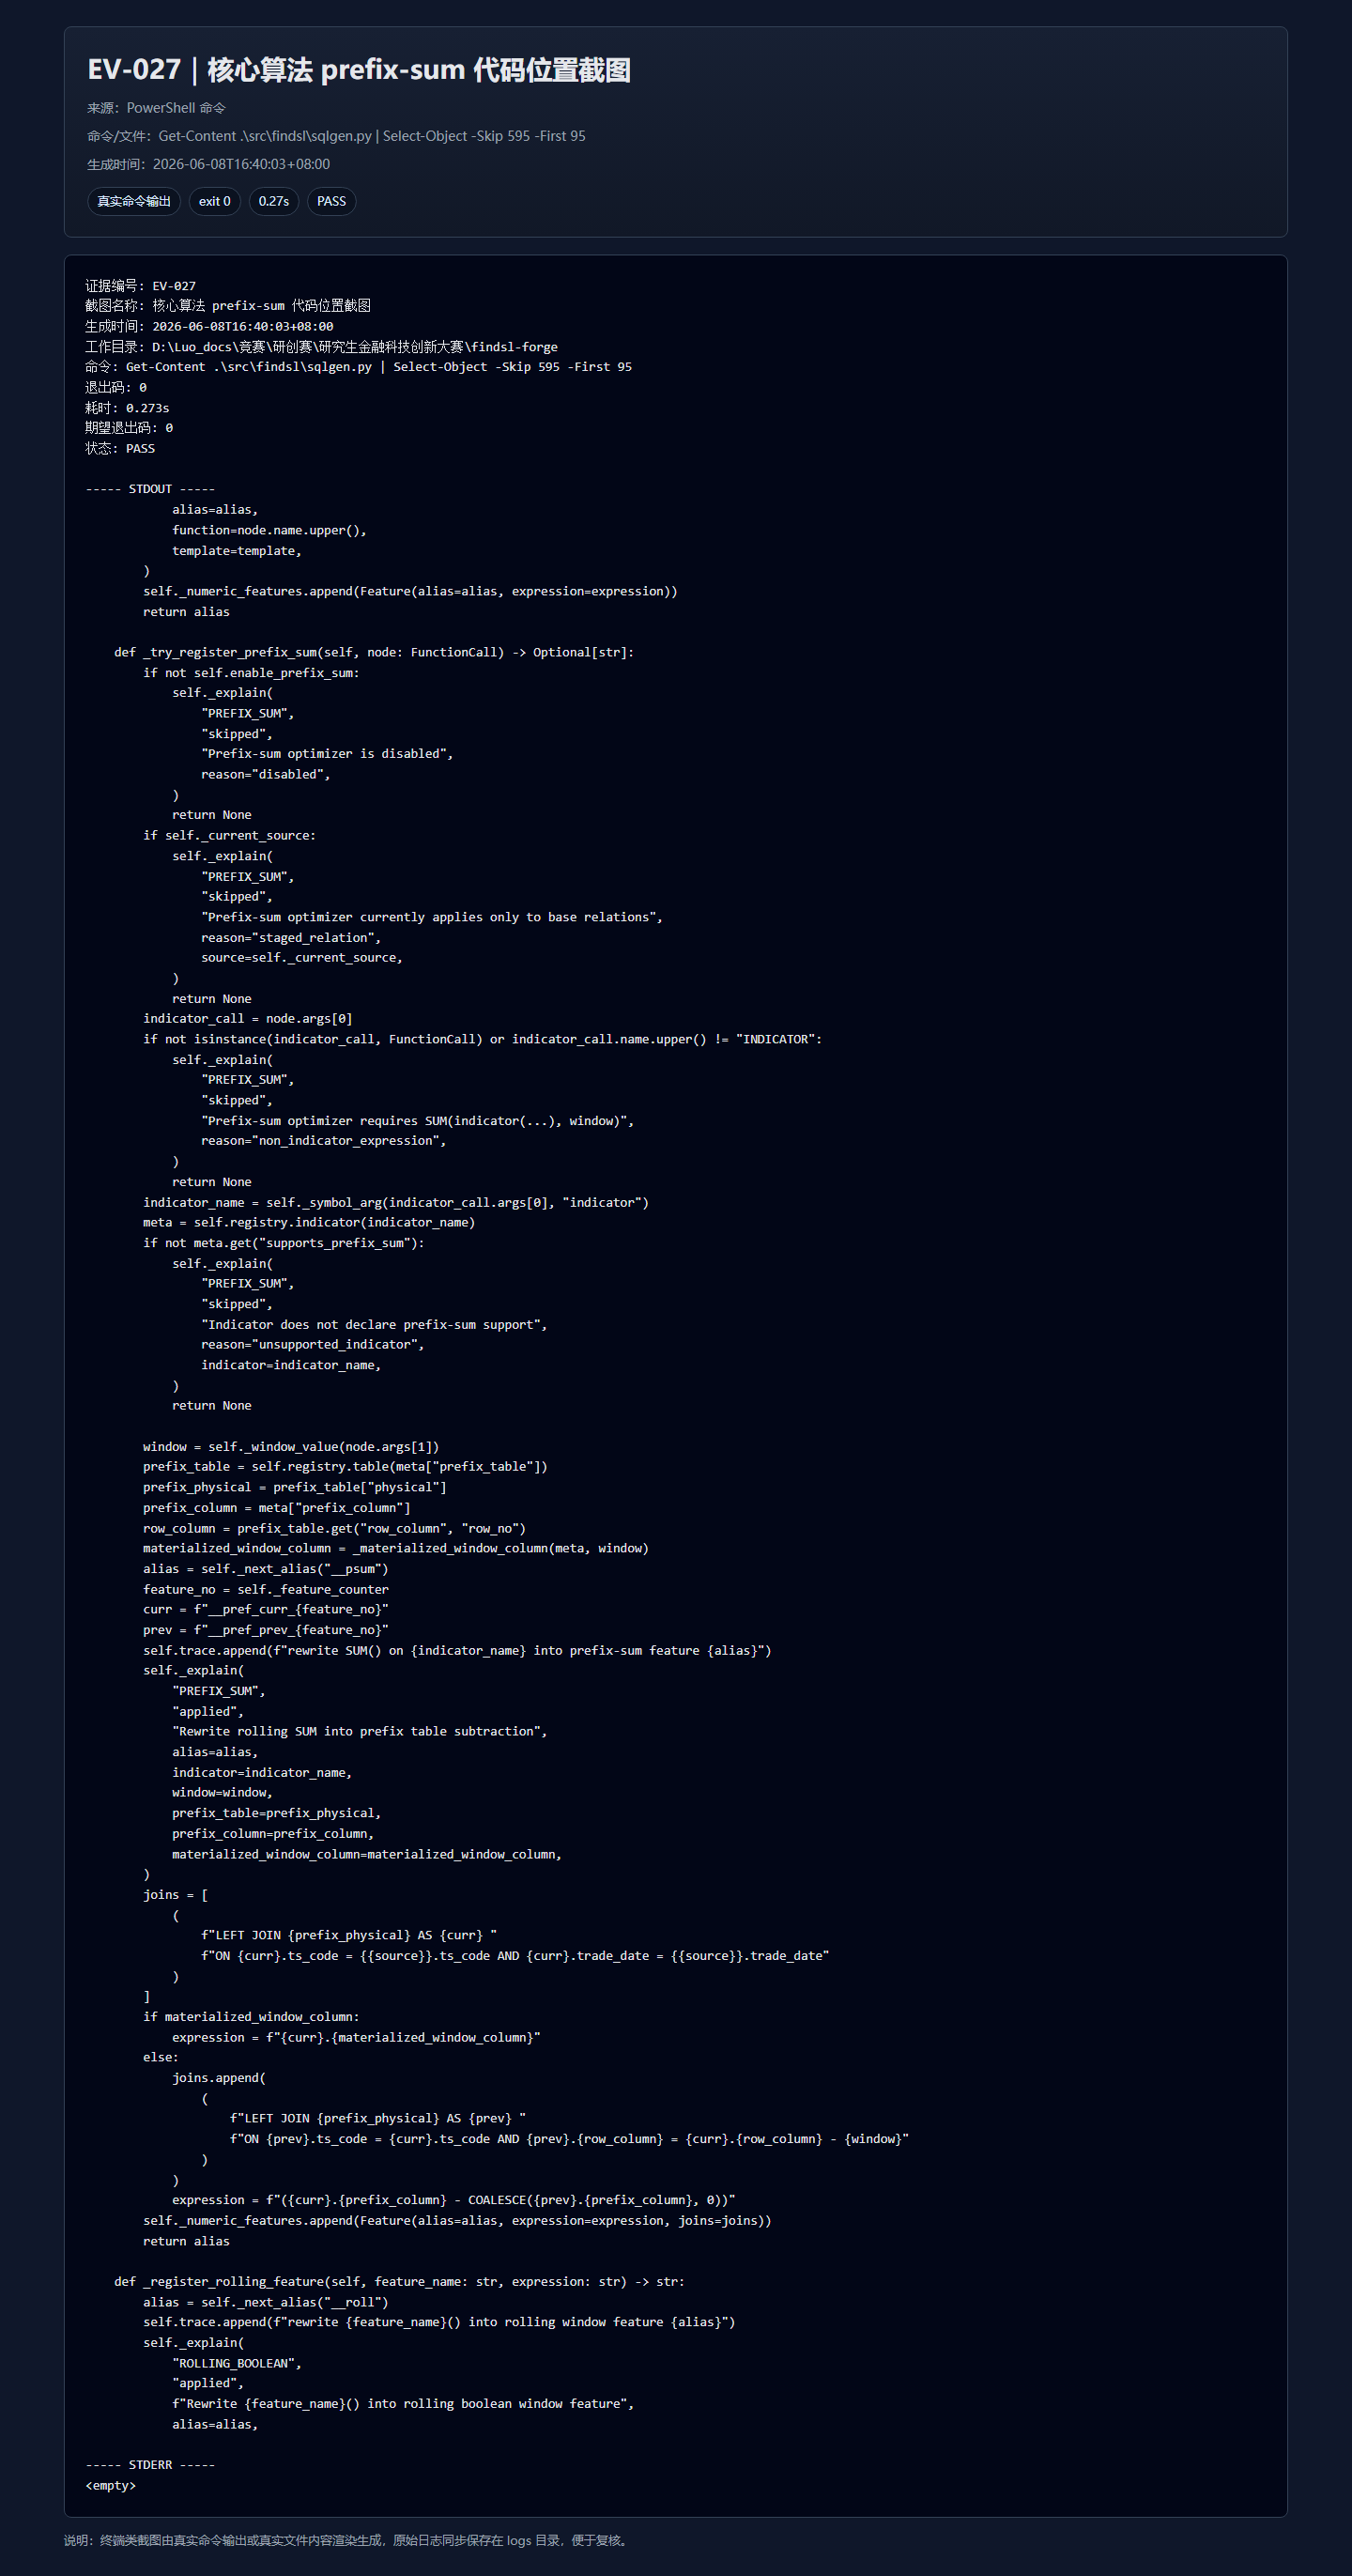 EV-027｜核心算法 prefix-sum 代码位置截图
来源：PowerShell 命令
命令/文件：Get-Content .\src\findsl\sqlgen.py | Select-Object -Skip 595 -First 95
生成时间：2026-06-08T16:40:03+08:00
真实命令输出 exit 0 0.27s PASS
证据编号: EV-027
截图名称: 核心算法 prefix-sum 代码位置截图
生成时间: 2026-06-08T16:40:03+08:00
工作目录: D:\Luo_docs\竞赛\研创赛\研究生金融科技创新大赛\findsl-forge
命令: Get-Content .\src\findsl\sqlgen.py | Select-Object -Skip 595 -First 95
退出码: 0
耗时: 0.273s
期望退出码: 0
状态: PASS

----- STDOUT -----
            alias=alias,
            function=node.name.upper(),
            template=template,
        )
        self._numeric_features.append(Feature(alias=alias, expression=expression))
        return alias

    def _try_register_prefix_sum(self, node: FunctionCall) -> Optional[str]:
        if not self.enable_prefix_sum:
            self._explain(
                "PREFIX_SUM",
                "skipped",
                "Prefix-sum optimizer is disabled",
                reason="disabled",
            )
            return None
        if self._current_source:
            self._explain(
                "PREFIX_SUM",
                "skipped",
                "Prefix-sum optimizer currently applies only to base relations",
                reason="staged_relation",
                source=self._current_source,
            )
            return None
        indicator_call = node.args[0]
        if not isinstance(indicator_call, FunctionCall) or indicator_call.name.upper() != "INDICATOR":
            self._explain(
                "PREFIX_SUM",
                "skipped",
                "Prefix-sum optimizer requires SUM(indicator(...), window)",
                reason="non_indicator_expression",
            )
            return None
        indicator_name = self._symbol_arg(indicator_call.args[0], "indicator")
        meta = self.registry.indicator(indicator_name)
        if not meta.get("supports_prefix_sum"):
            self._explain(
                "PREFIX_SUM",
                "skipped",
                "Indicator does not declare prefix-sum support",
                reason="unsupported_indicator",
                indicator=indicator_name,
            )
            return None

        window = self._window_value(node.args[1])
        prefix_table = self.registry.table(meta["prefix_table"])
        prefix_physical = prefix_table["physical"]
        prefix_column = meta["prefix_column"]
        row_column = prefix_table.get("row_column", "row_no")
        materialized_window_column = _materialized_window_column(meta, window)
        alias = self._next_alias("__psum")
        feature_no = self._feature_counter
        curr = f"__pref_curr_{feature_no}"
        prev = f"__pref_prev_{feature_no}"
        self.trace.append(f"rewrite SUM() on {indicator_name} into prefix-sum feature {alias}")
        self._explain(
            "PREFIX_SUM",
            "applied",
            "Rewrite rolling SUM into prefix table subtraction",
            alias=alias,
            indicator=indicator_name,
            window=window,
            prefix_table=prefix_physical,
            prefix_column=prefix_column,
            materialized_window_column=materialized_window_column,
        )
        joins = [
            (
                f"LEFT JOIN {prefix_physical} AS {curr} "
                f"ON {curr}.ts_code = {{source}}.ts_code AND {curr}.trade_date = {{source}}.trade_date"
            )
        ]
        if materialized_window_column:
            expression = f"{curr}.{materialized_window_column}"
        else:
            joins.append(
                (
                    f"LEFT JOIN {prefix_physical} AS {prev} "
                    f"ON {prev}.ts_code = {curr}.ts_code AND {prev}.{row_column} = {curr}.{row_column} - {window}"
                )
            )
            expression = f"({curr}.{prefix_column} - COALESCE({prev}.{prefix_column}, 0))"
        self._numeric_features.append(Feature(alias=alias, expression=expression, joins=joins))
        return alias

    def _register_rolling_feature(self, feature_name: str, expression: str) -> str:
        alias = self._next_alias("__roll")
        self.trace.append(f"rewrite {feature_name}() into rolling window feature {alias}")
        self._explain(
            "ROLLING_BOOLEAN",
            "applied",
            f"Rewrite {feature_name}() into rolling boolean window feature",
            alias=alias,

----- STDERR -----
<empty>
说明：终端类截图由真实命令输出或真实文件内容渲染生成，原始日志同步保存在 logs 目录，便于复核。